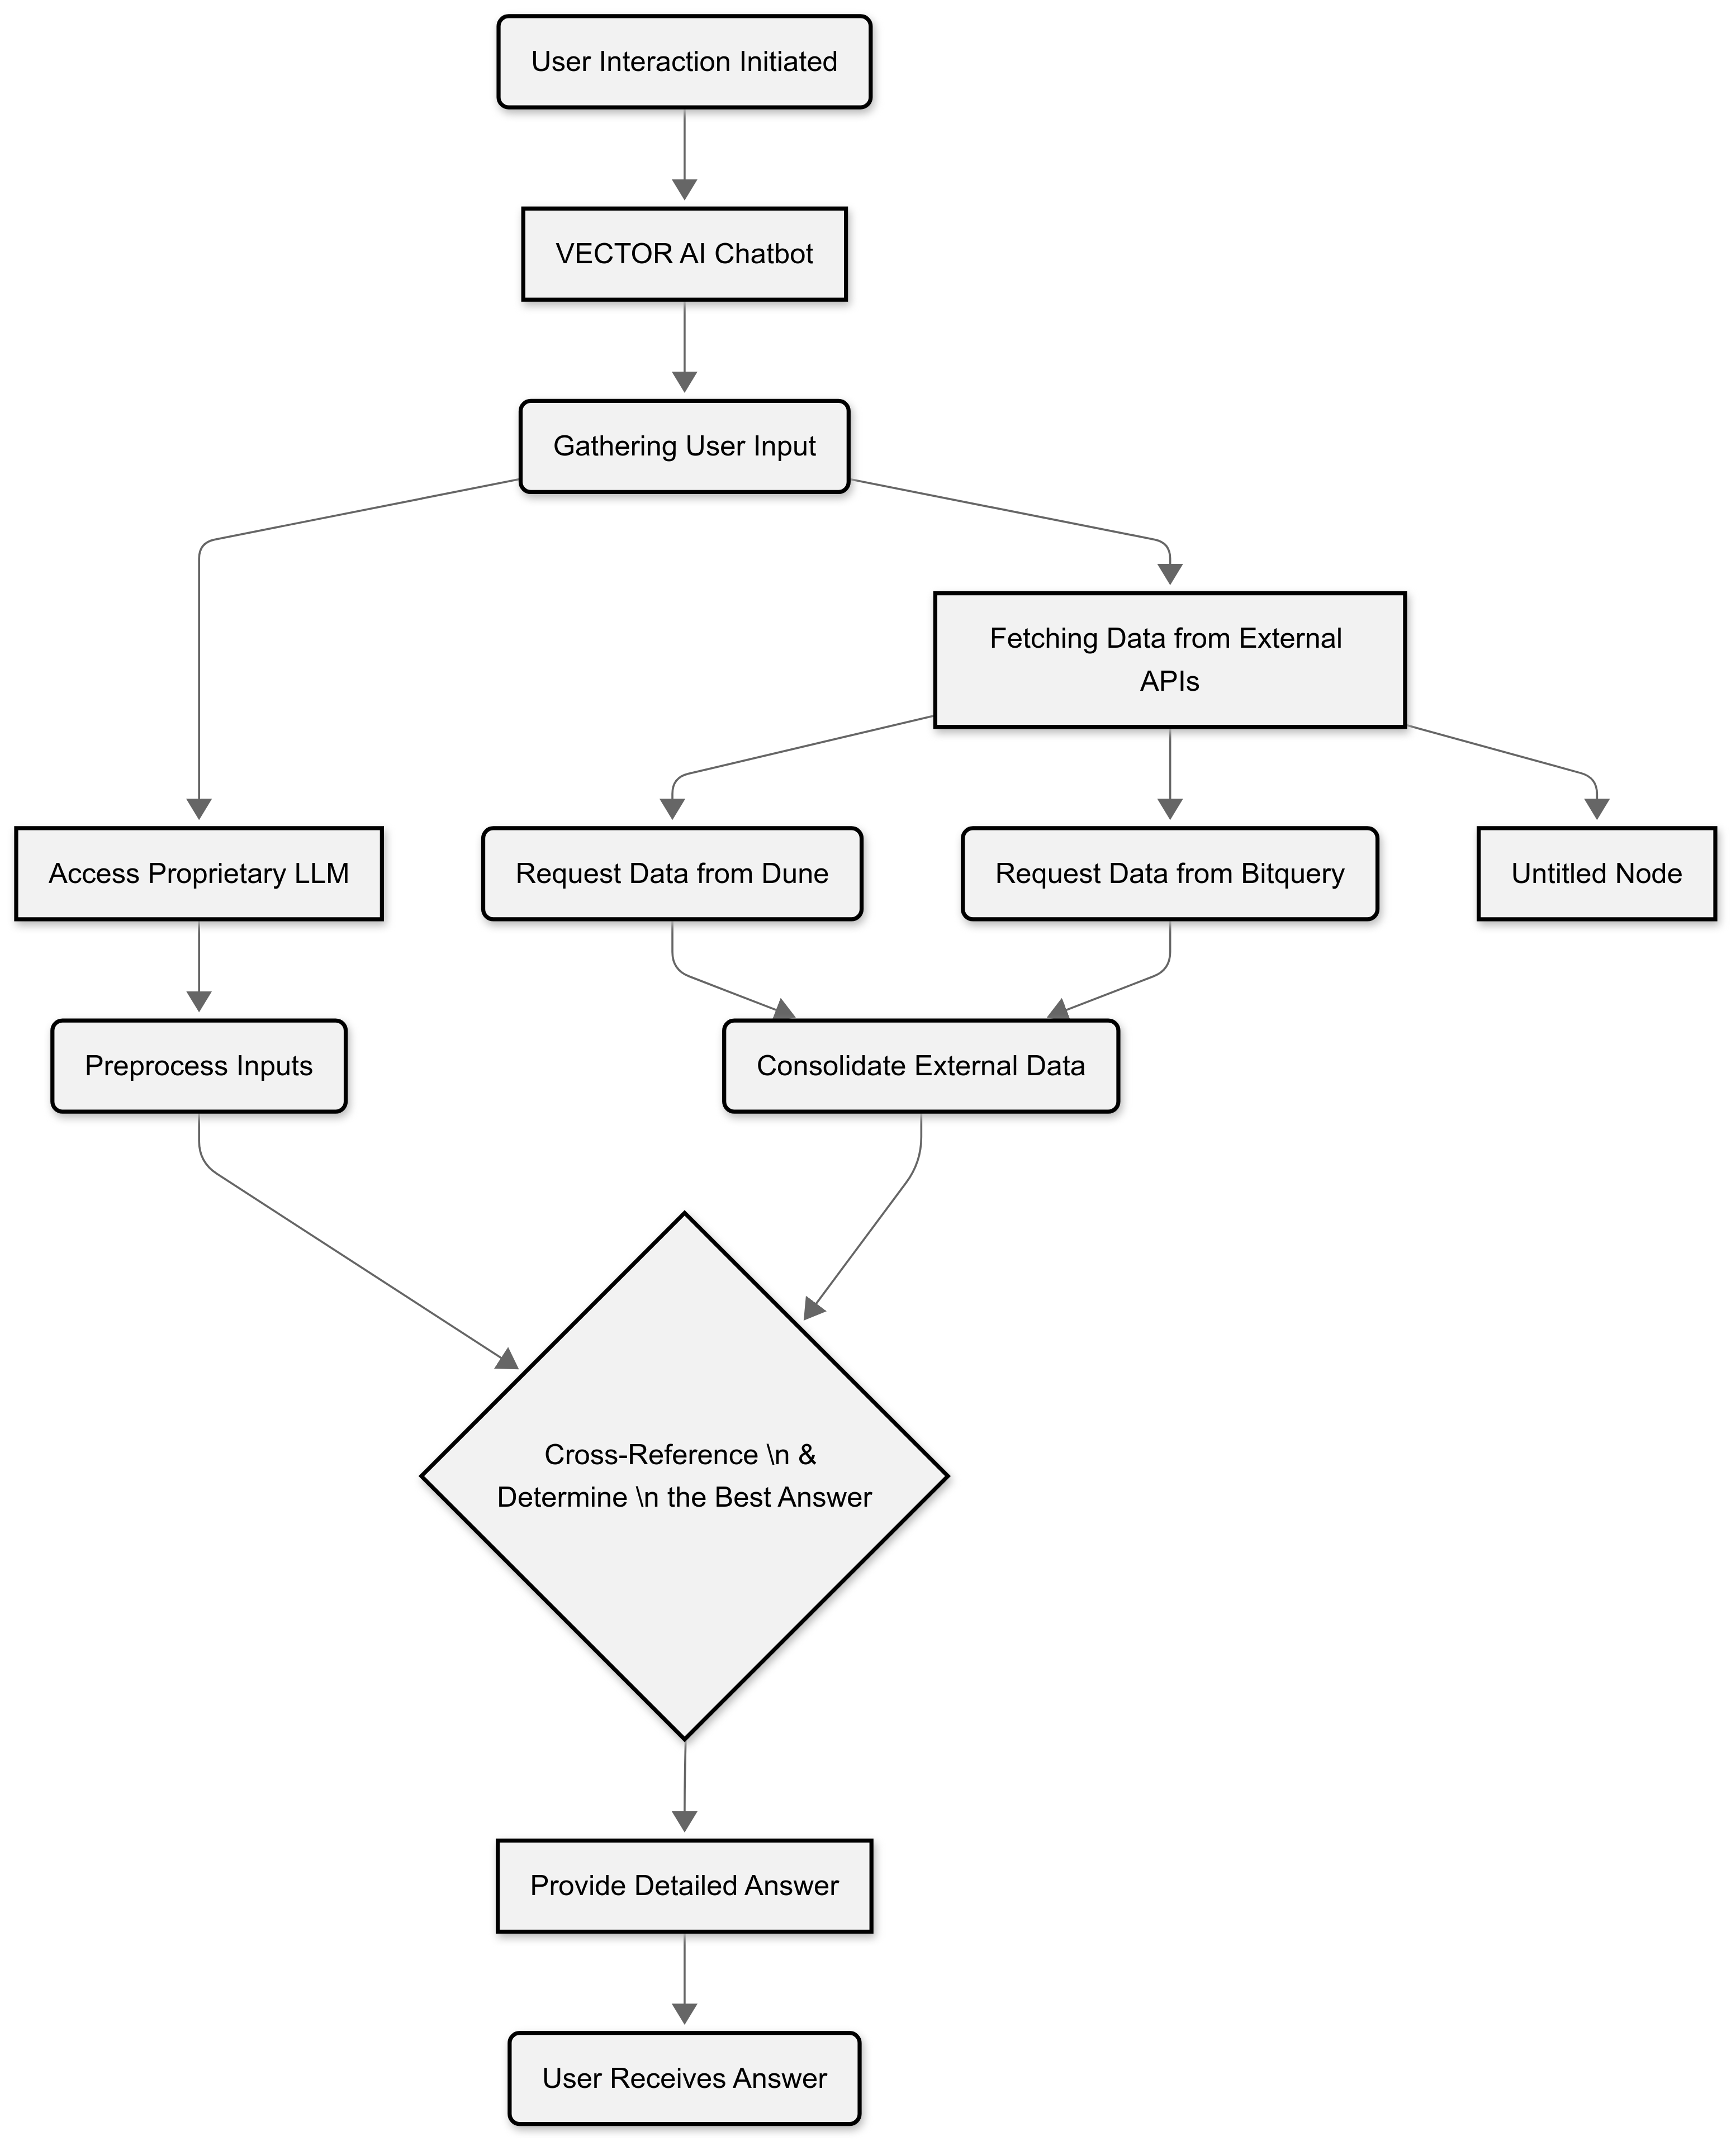 User Interaction Initiated
VECTOR AI Chatbot
Gathering User Input
Fetching Data from External
APIs
Access Proprietary LLM
Request Data from Dune
Request Data from Bitquery
Untitled Node
Preprocess Inputs
Consolidate External Data
Cross-Reference \n &
Determine \n the Best Answer
Provide Detailed Answer
User Receives Answer